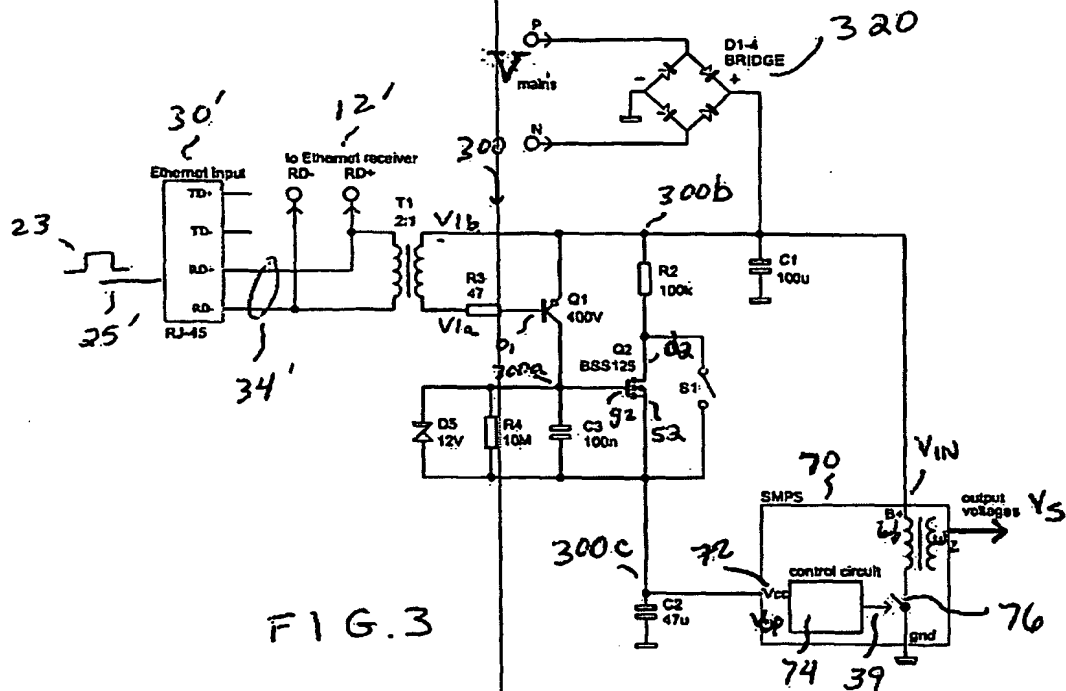 P
D1-4
BRIDGE
320
V
mains
-
+
30'
12'
N
300
Ethernet Input
to Ethernet receiver
RD-
RD+
TD+
TD-
RD+
RD-
RJ-45
T1
2:1
V1b
300b
23
25'
34'
R3
47
V1a
Q1
400V
R2
100k
C1
100u
300a
Q2
BSS125
d2
g2
s2
S1
D5
12V
R4
10M
C3
100n
VIN
70
SMPS
B+
output
voltages
VS
300c
72
Vcc
control circuit
C2
47u
74
39
76
gnd
FIG.3